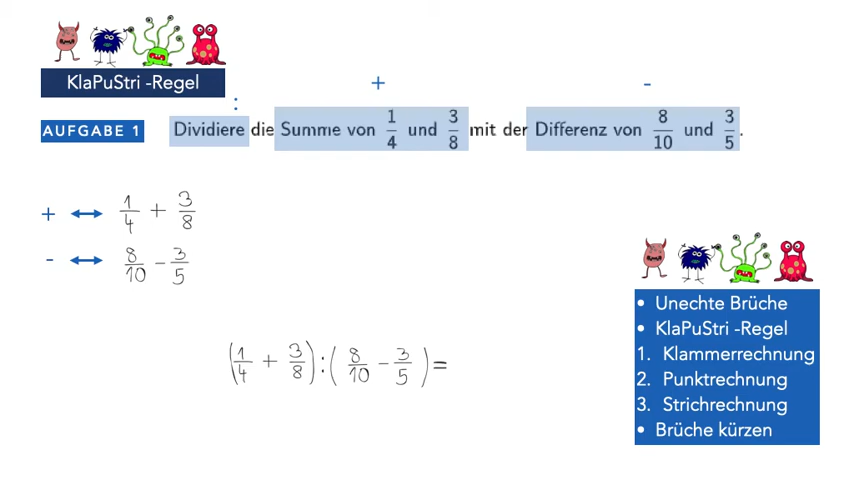 KlaPuStri -Regel
+
-
:
AUFGABE 1
Dividiere die Summe von 1/4 und 3/8 mit der Differenz von 8/10 und 3/5.
+ ↔ 1/4 + 3/8
- ↔ 8/10 - 3/5
(1/4 + 3/8) : (8/10 - 3/5) =
• Unechte Brüche
• KlaPuStri -Regel
1. Klammerrechnung
2. Punktrechnung
3. Strichrechnung
• Brüche kürzen